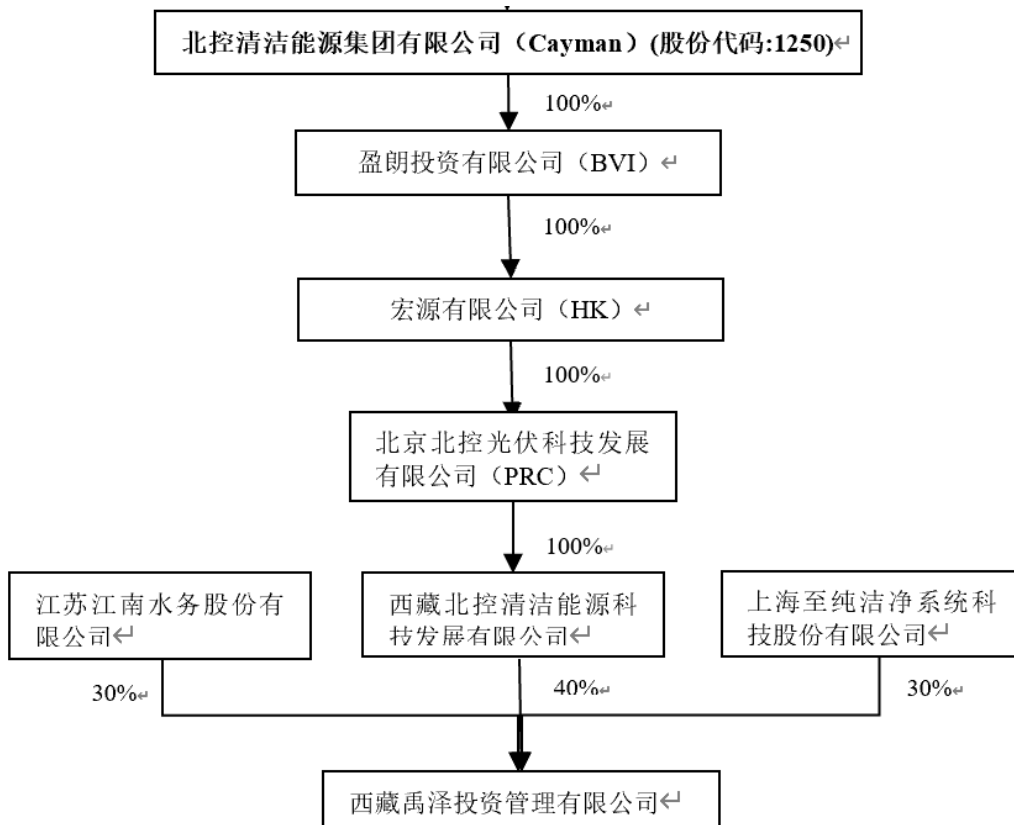 北控清洁能源集团有限公司（Cayman）(股份代码:1250)↵
100%↵
盈朗投资有限公司（BVI）↵
100%↵
宏源有限公司（HK）↵
100%↵
北京北控光伏科技发展
有限公司（PRC）↵
100%↵
江苏江南水务股份有
限公司↵
西藏北控清洁能源科
技发展有限公司↵
上海至纯洁净系统科
技股份有限公司↵
30%↵
40%↵
30%↵
西藏禹泽投资管理有限公司↵